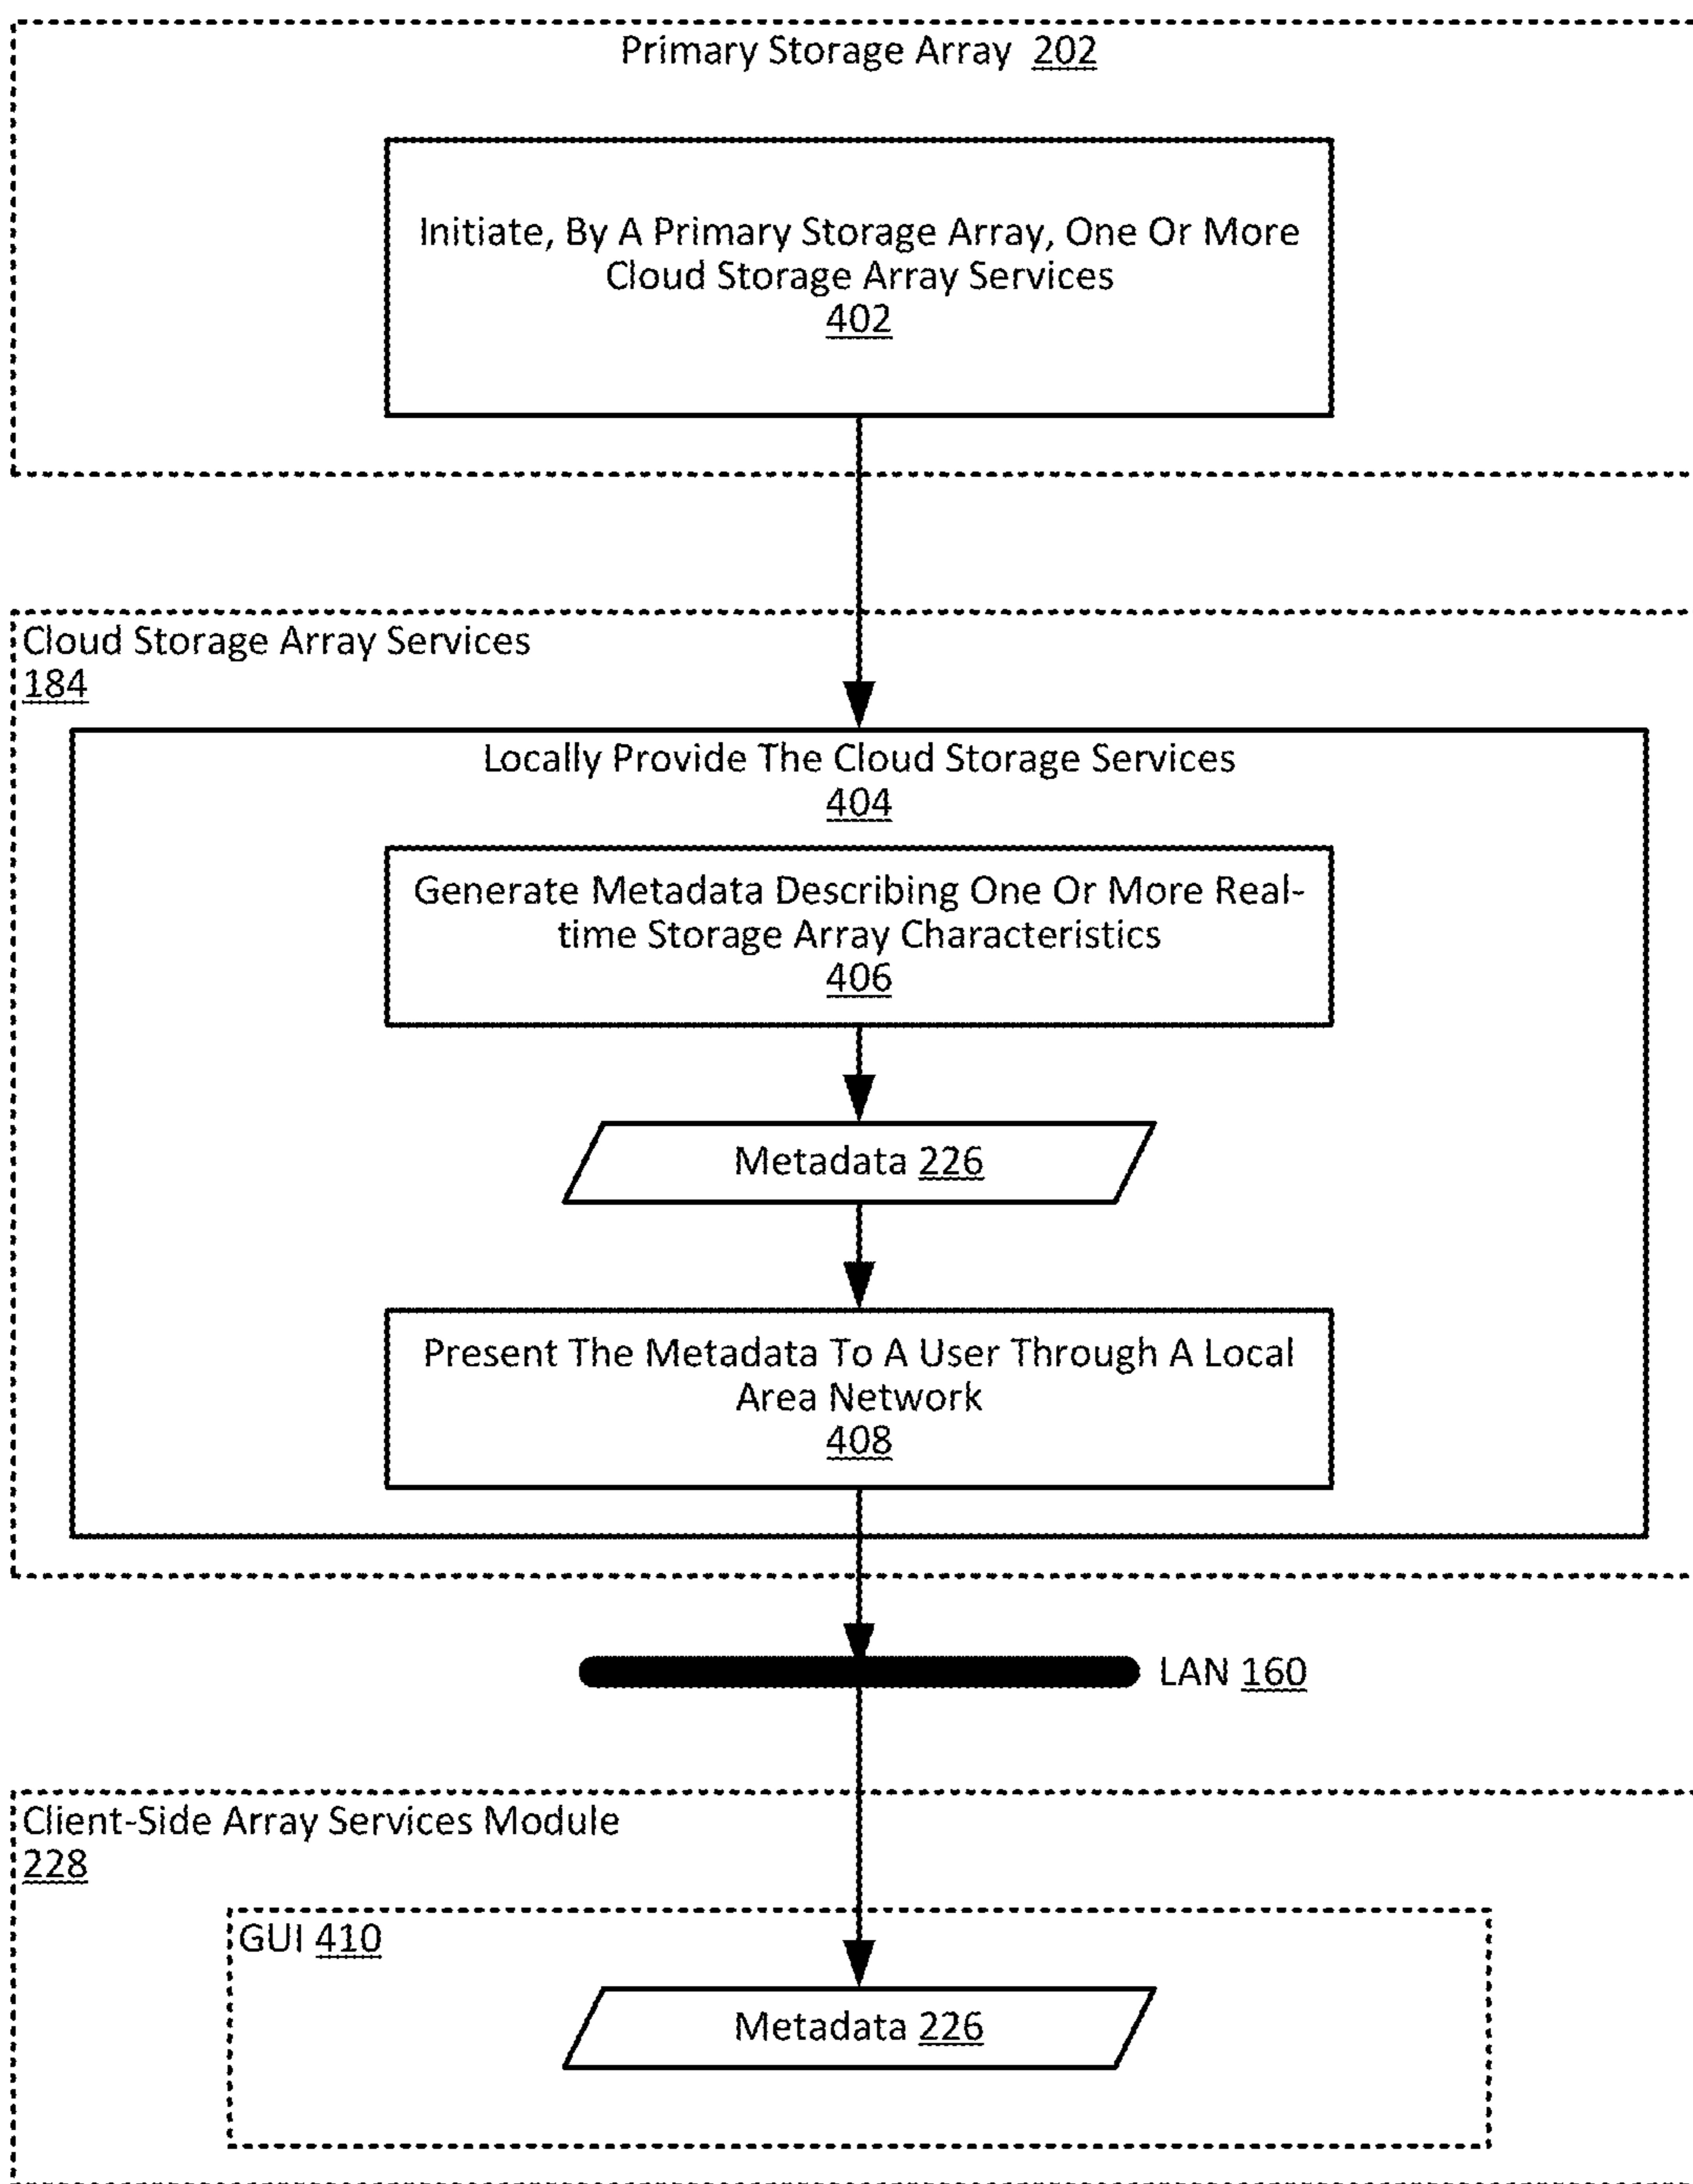 Primary Storage Array 202
Initiate, By A Primary Storage Array, One Or More
Cloud Storage Array Services
402
Cloud Storage Array Services
184
Locally Provide The Cloud Storage Services
404
Generate Metadata Describing One Or More Real-
time Storage Array Characteristics
406
Metadata 226
Present The Metadata To A User Through A Local
Area Network
408
LAN 160
Client-Side Array Services Module
228
GUI 410
Metadata 226